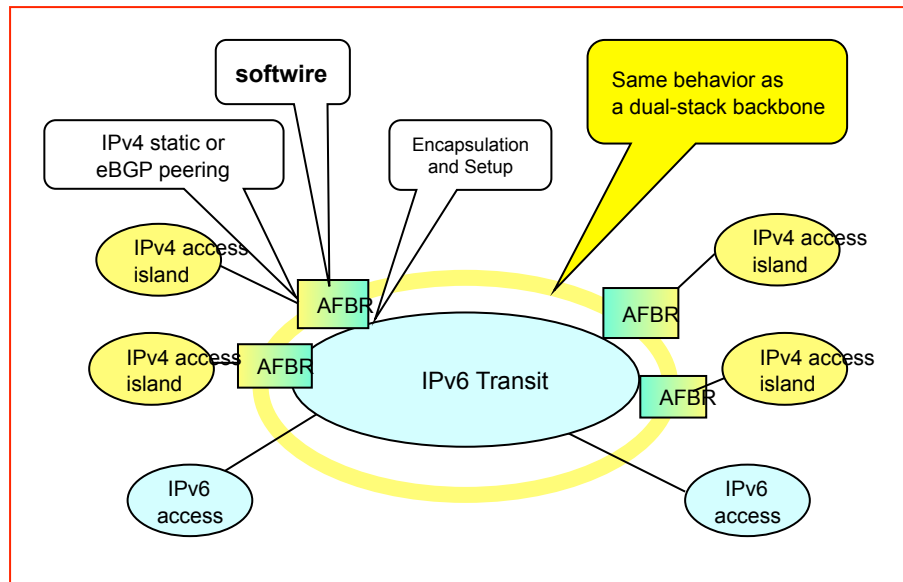 softwire
Same behavior as
a dual-stack backbone
IPv4 static or
eBGP peering
Encapsulation
and Setup
IPv4 access
island
IPv4 access
island
AFBR
AFBR
IPv4 access
island
AFBR
IPv6 Transit
IPv4 access
island
AFBR
IPv6
access
IPv6
access